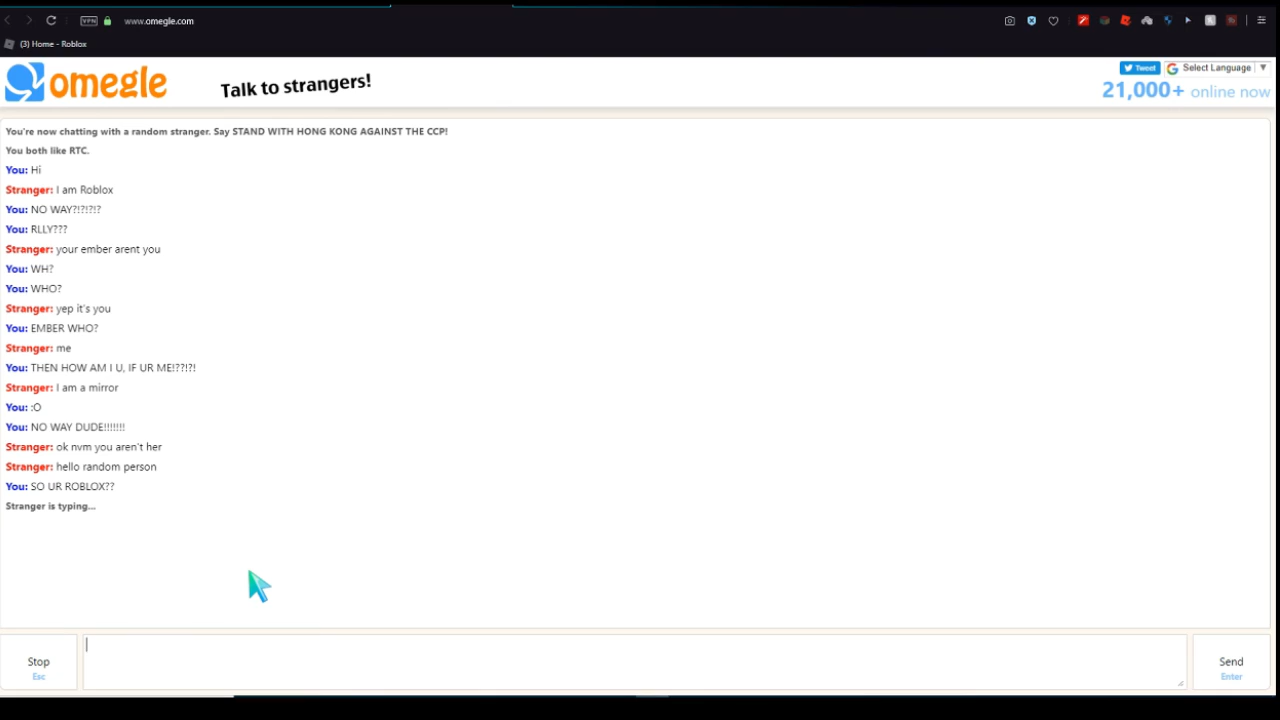 VPN www.omegle.com
(3) Home - Roblox
omegle Talk to strangers! Tweet Select Language ▼
21,000+ online now
You're now chatting with a random stranger. Say STAND WITH HONG KONG AGAINST THE CCP!
You both like RTC.
You: Hi
Stranger: I am Roblox
You: NO WAY?!?!?!?
You: RLLY???
Stranger: your ember arent you
You: WH?
You: WHO?
Stranger: yep it's you
You: EMBER WHO?
Stranger: me
You: THEN HOW AM I U, IF UR ME!??!?!
Stranger: I am a mirror
You: :O
You: NO WAY DUDE!!!!!!!
Stranger: ok nvm you aren't her
Stranger: hello random person
You: SO UR ROBLOX??
Stranger is typing...
Stop Send
Esc Enter